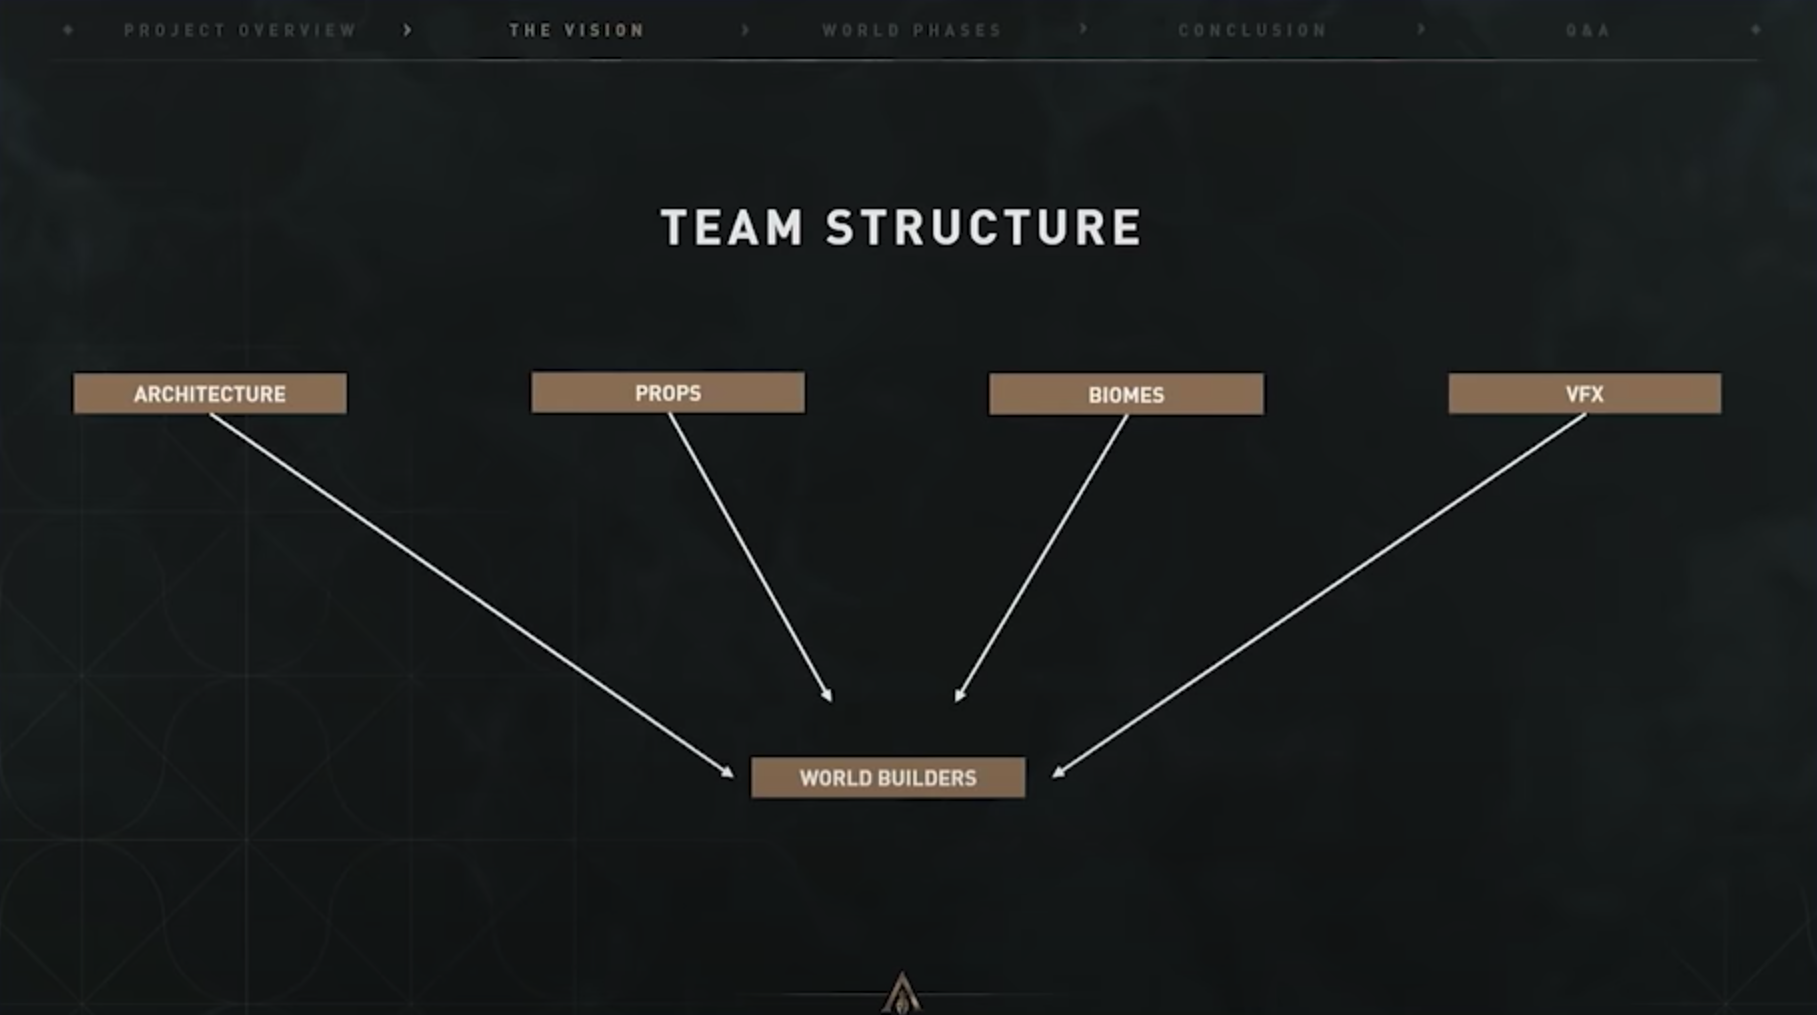 PROJECT OVERVIEW > THE VISION > WORLD PHASES > CONCLUSION > Q&A
TEAM STRUCTURE
ARCHITECTURE
PROPS
BIOMES
VFX
WORLD BUILDERS